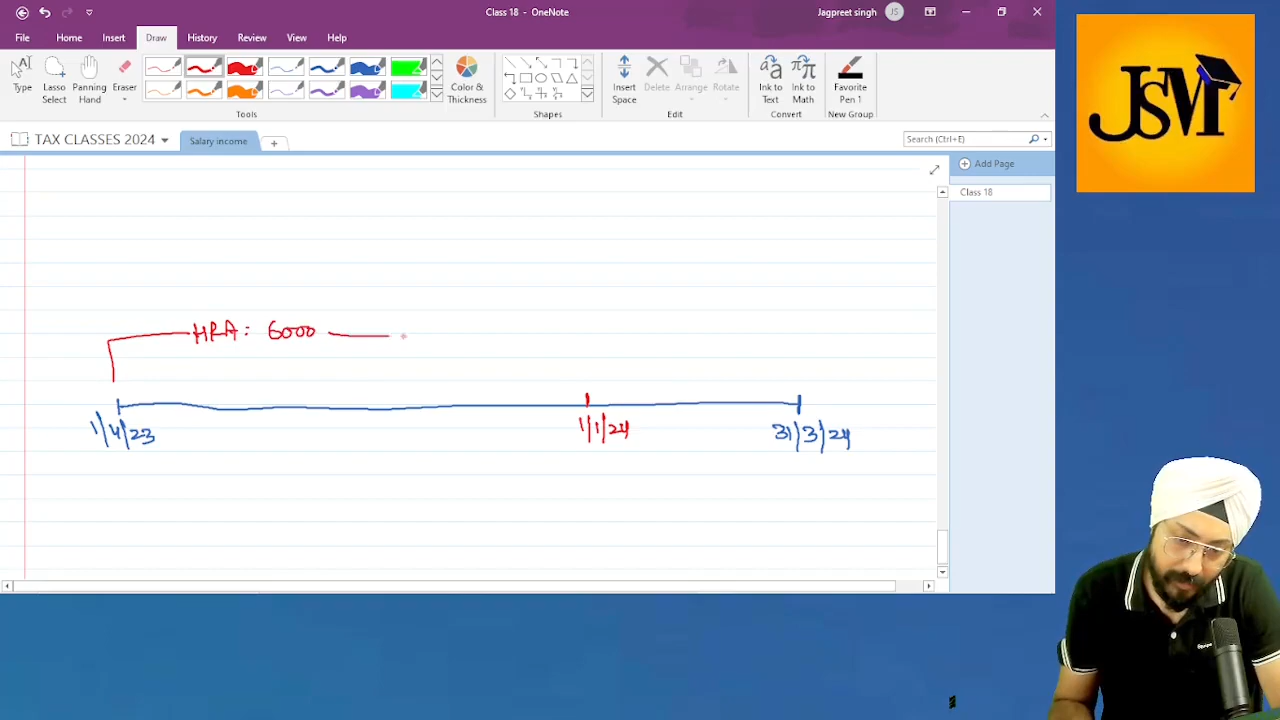 Class 18 - OneNote
Jagpreet singh
JS
File
Home
Insert
Draw
History
Review
View
Help
Type
Lasso Select
Panning Hand
Eraser
Color & Thickness
Insert Space
Delete
Arrange
Rotate
Ink to Text
Ink to Math
Favorite Pen 1
Tools
Shapes
Edit
Convert
New Group
TAX CLASSES 2024
Salary income
Search (Ctrl+E)
Add Page
Class 18
JSM
HRA: 6000
1/4/23
1/1/24
31/3/24